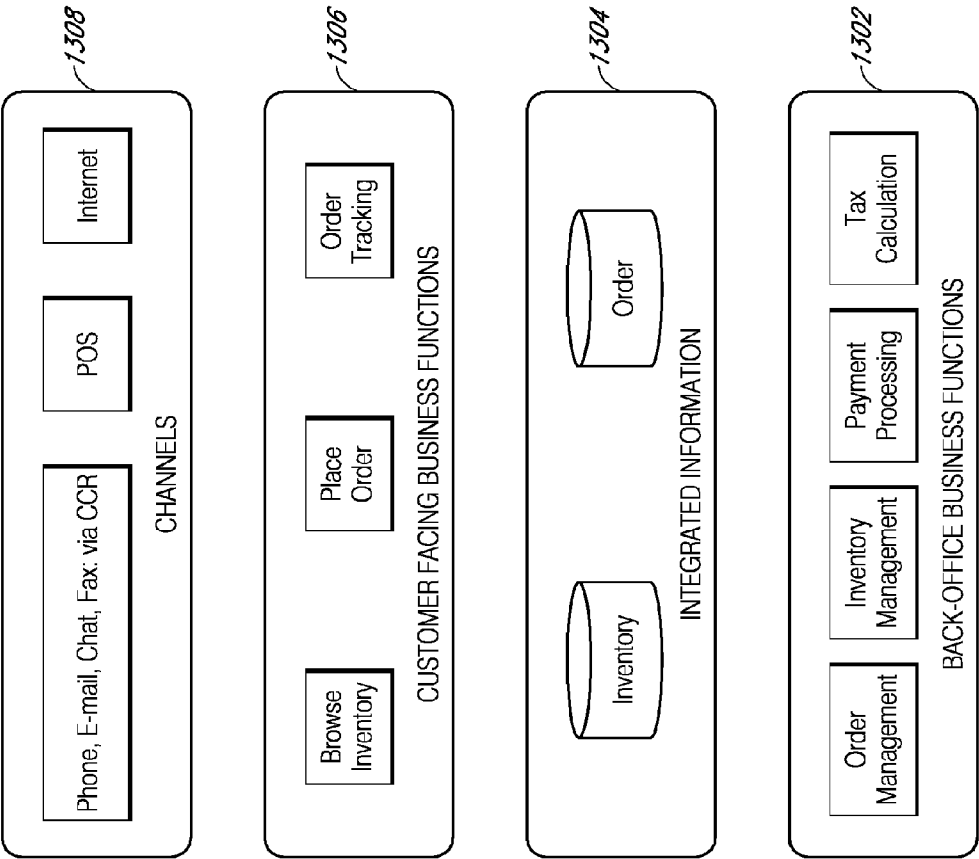 1308
Phone, E-mail, Chat, Fax: via CCR
POS
Internet
CHANNELS
1306
Browse
Inventory
Place
Order
Order
Tracking
CUSTOMER FACING BUSINESS FUNCTIONS
1304
Inventory
Order
INTEGRATED INFORMATION
1302
Order
Management
Inventory
Management
Payment
Processing
Tax
Calculation
BACK-OFFICE BUSINESS FUNCTIONS